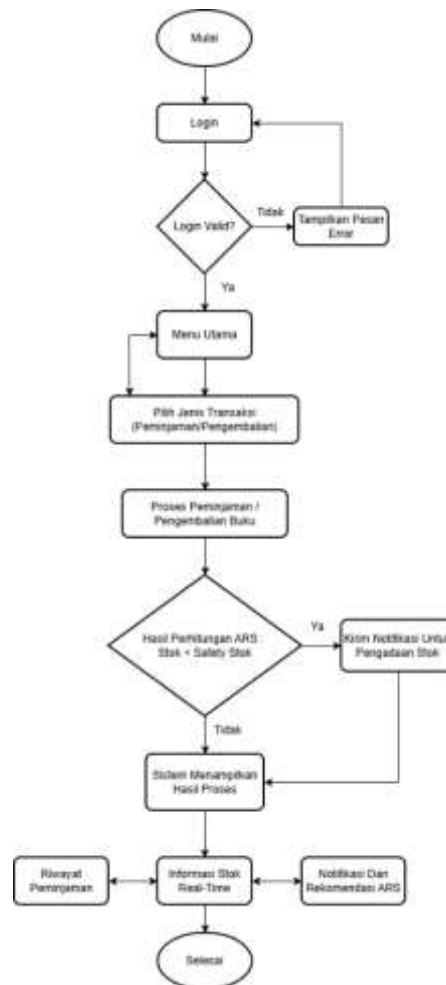 Mulai
Login
Login Valid?
Tidak
Tampilkan Pesan
Error
Ya
Menu Utama
Pilih Jenis Transaksi
(Peminjaman/Pengembalian)
Proses Peminjaman /
Pengembalian Buku
Hasil Perhitungan ARS :
Stok < Safety Stok
Ya
Kirim Notifikasi Untu
Pengadaan Stok
Tidak
Sistem Menampilkan
Hasil Proses
Riwayat
Peminjaman
Informasi Stok
Real-Time
Notifikasi Dan
Rekomendasi ARS
Selesai